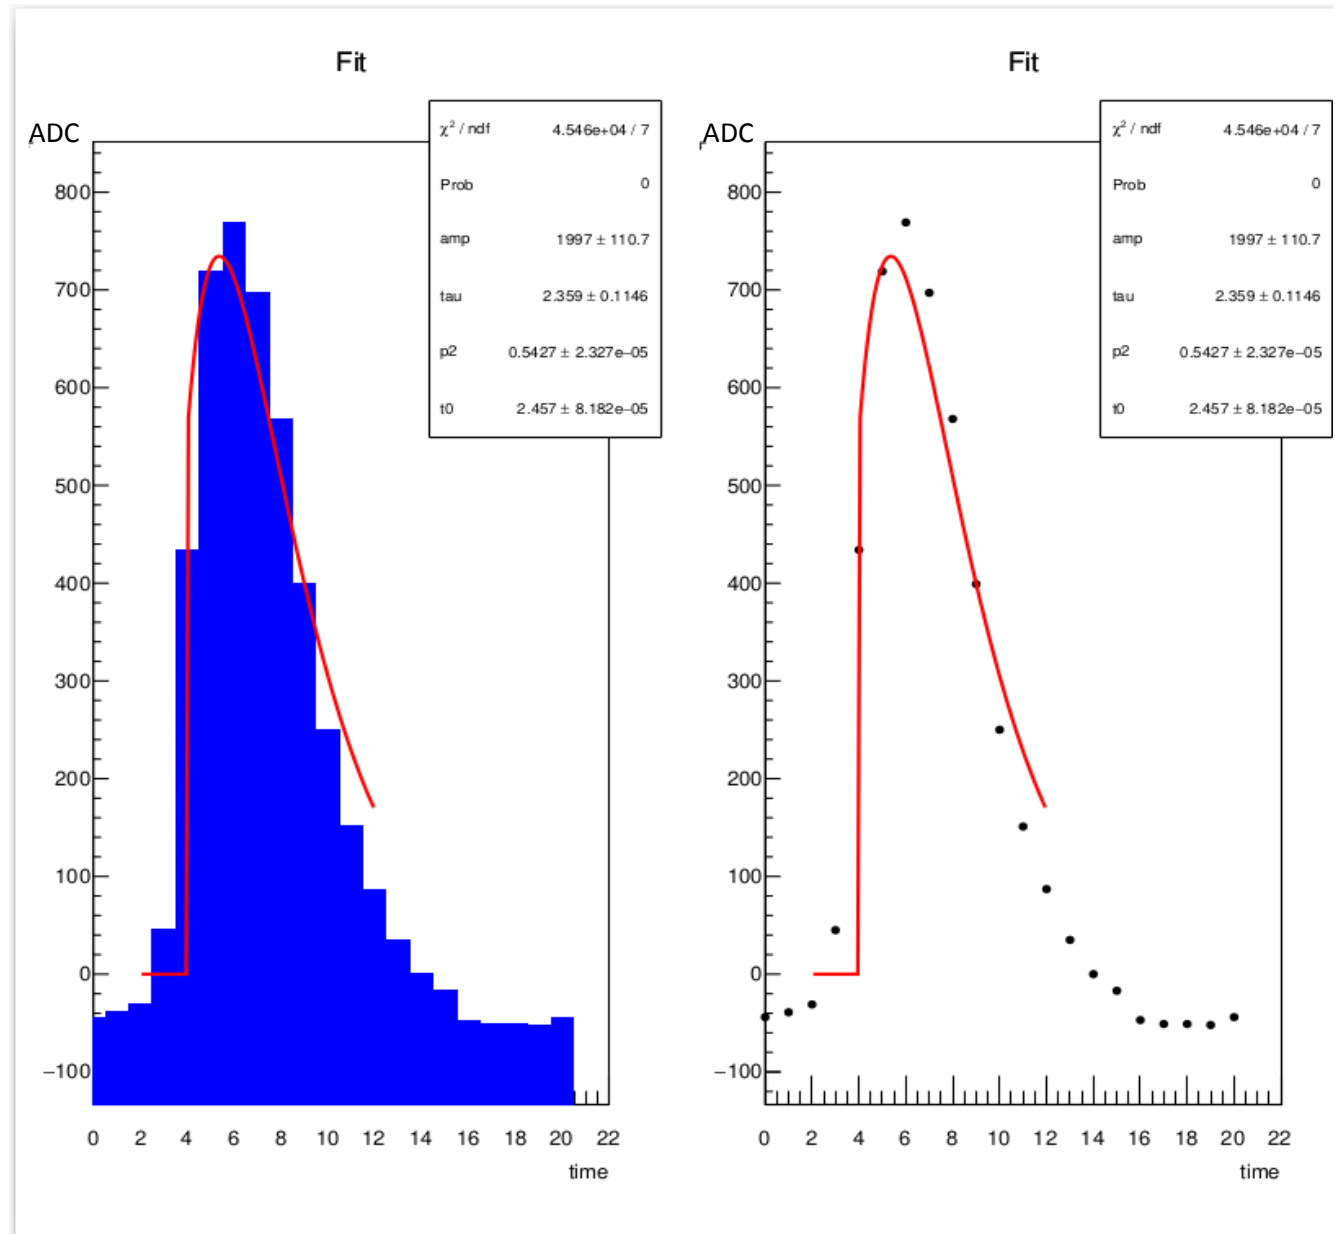 Fit
ADC
χ² / ndf 4.546e+04 / 7
Prob 0
amp 1997 ± 110.7
tau 2.359 ± 0.1146
p2 0.5427 ± 2.327e−05
t0 2.457 ± 8.182e−05
800
700
600
500
400
300
200
100
0
−100
0 2 4 6 8 10 12 14 16 18 20 22
time
Fit
ADC
χ² / ndf 4.546e+04 / 7
Prob 0
amp 1997 ± 110.7
tau 2.359 ± 0.1146
p2 0.5427 ± 2.327e−05
t0 2.457 ± 8.182e−05
800
700
600
500
400
300
200
100
0
−100
0 2 4 6 8 10 12 14 16 18 20 22
time